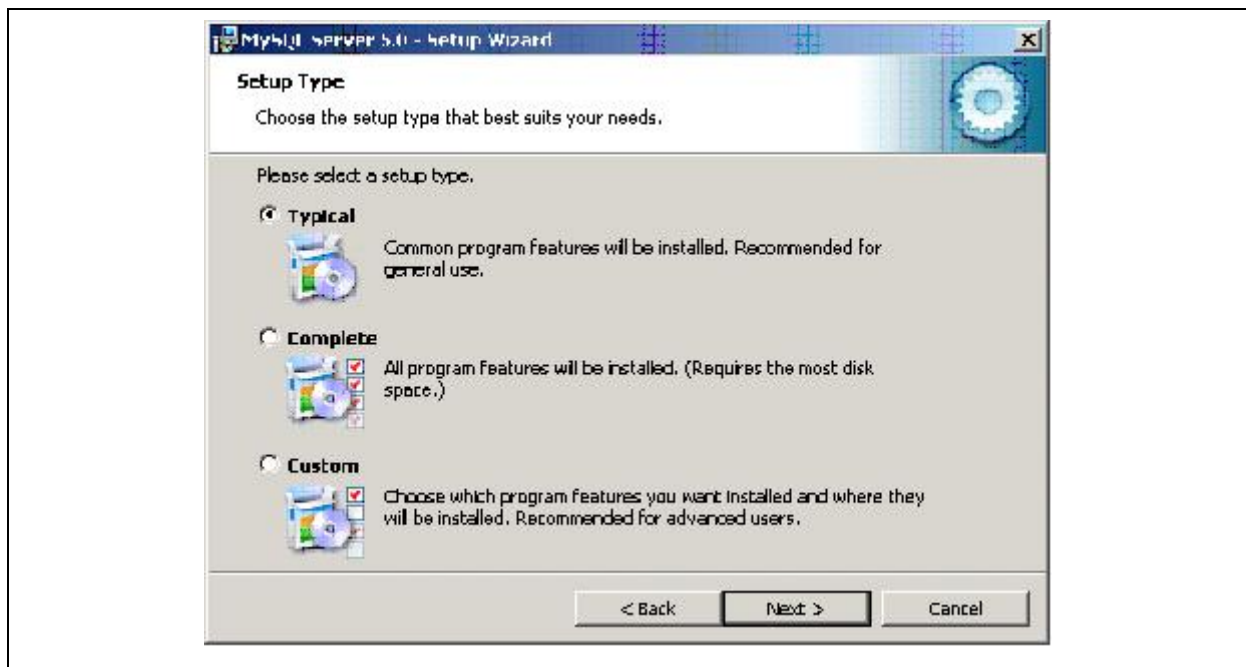 MySQL Server 5.0 - Setup Wizard
Setup Type
Choose the setup type that best suits your needs.
Please select a setup type.
Typical
Common program features will be installed. Recommended for
general use.
Complete
All program features will be installed. (Requires the most disk
space.)
Custom
Choose which program features you want installed and where they
will be installed. Recommended for advanced users.
< Back
Next >
Cancel